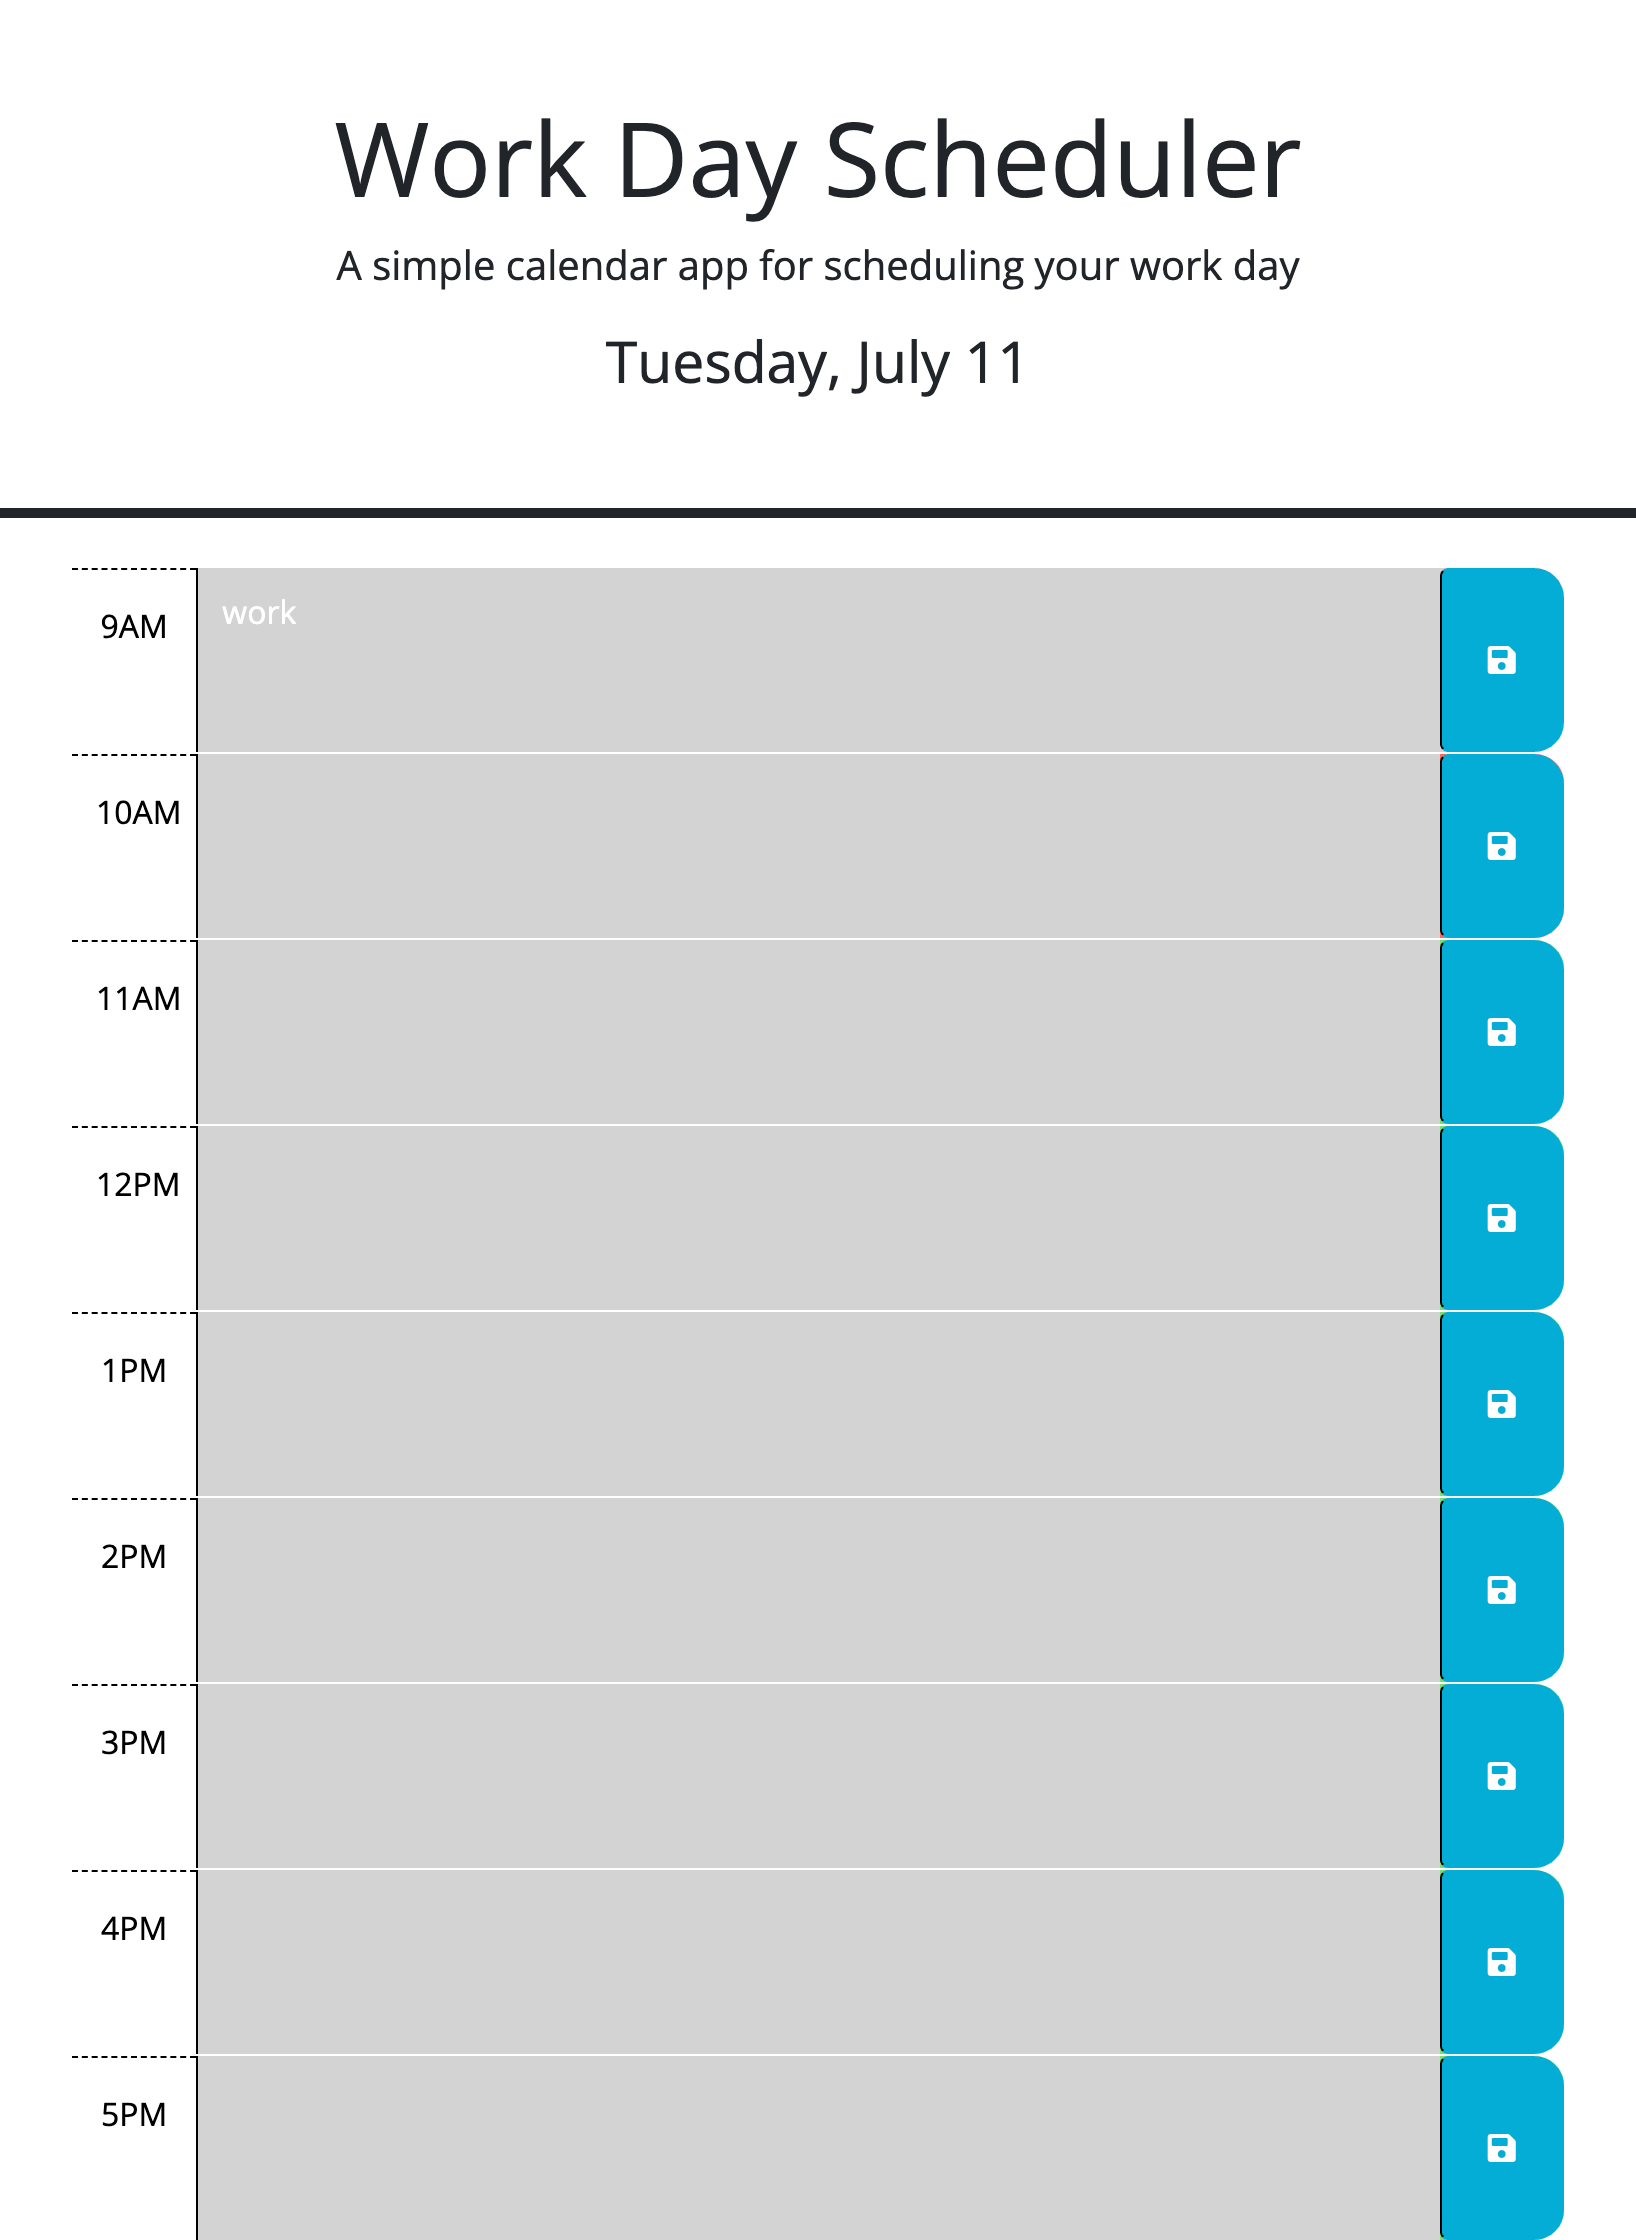 Work Day Scheduler
A simple calendar app for scheduling your work day
Tuesday, July 11
9AM
work
10AM
11AM
12PM
1PM
2PM
3PM
4PM
5PM